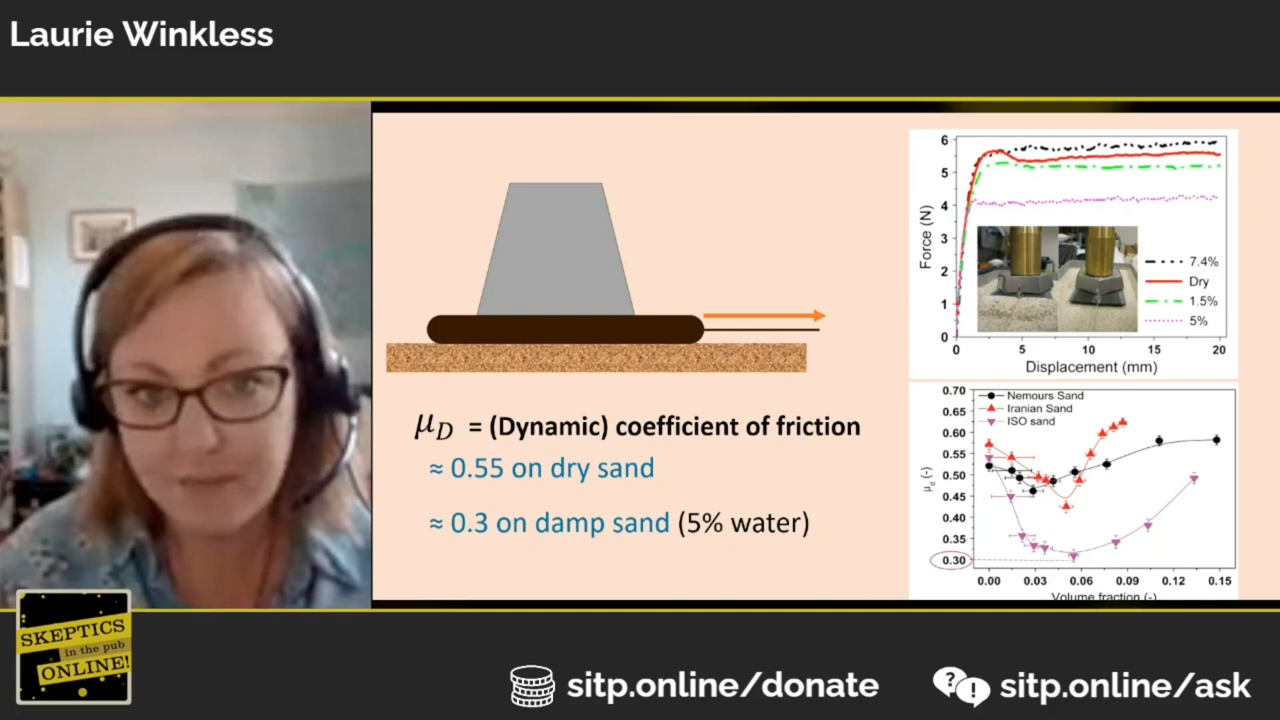 Laurie Winkless
μD = (Dynamic) coefficient of friction
≈ 0.55 on dry sand
≈ 0.3 on damp sand (5% water)
Force (N)
6
5
4
3
2
1
0
7.4%
Dry
1.5%
5%
0 5 10 15 20
Displacement (mm)
μd (-)
0.70
0.65
0.60
0.55
0.50
0.45
0.40
0.35
0.30
Nemours Sand
Iranian Sand
ISO sand
0.00 0.03 0.06 0.09 0.12 0.15
Volume fraction (-)
SKEPTICS
in the pub
ONLINE!
sitp.online/donate
? !
sitp.online/ask